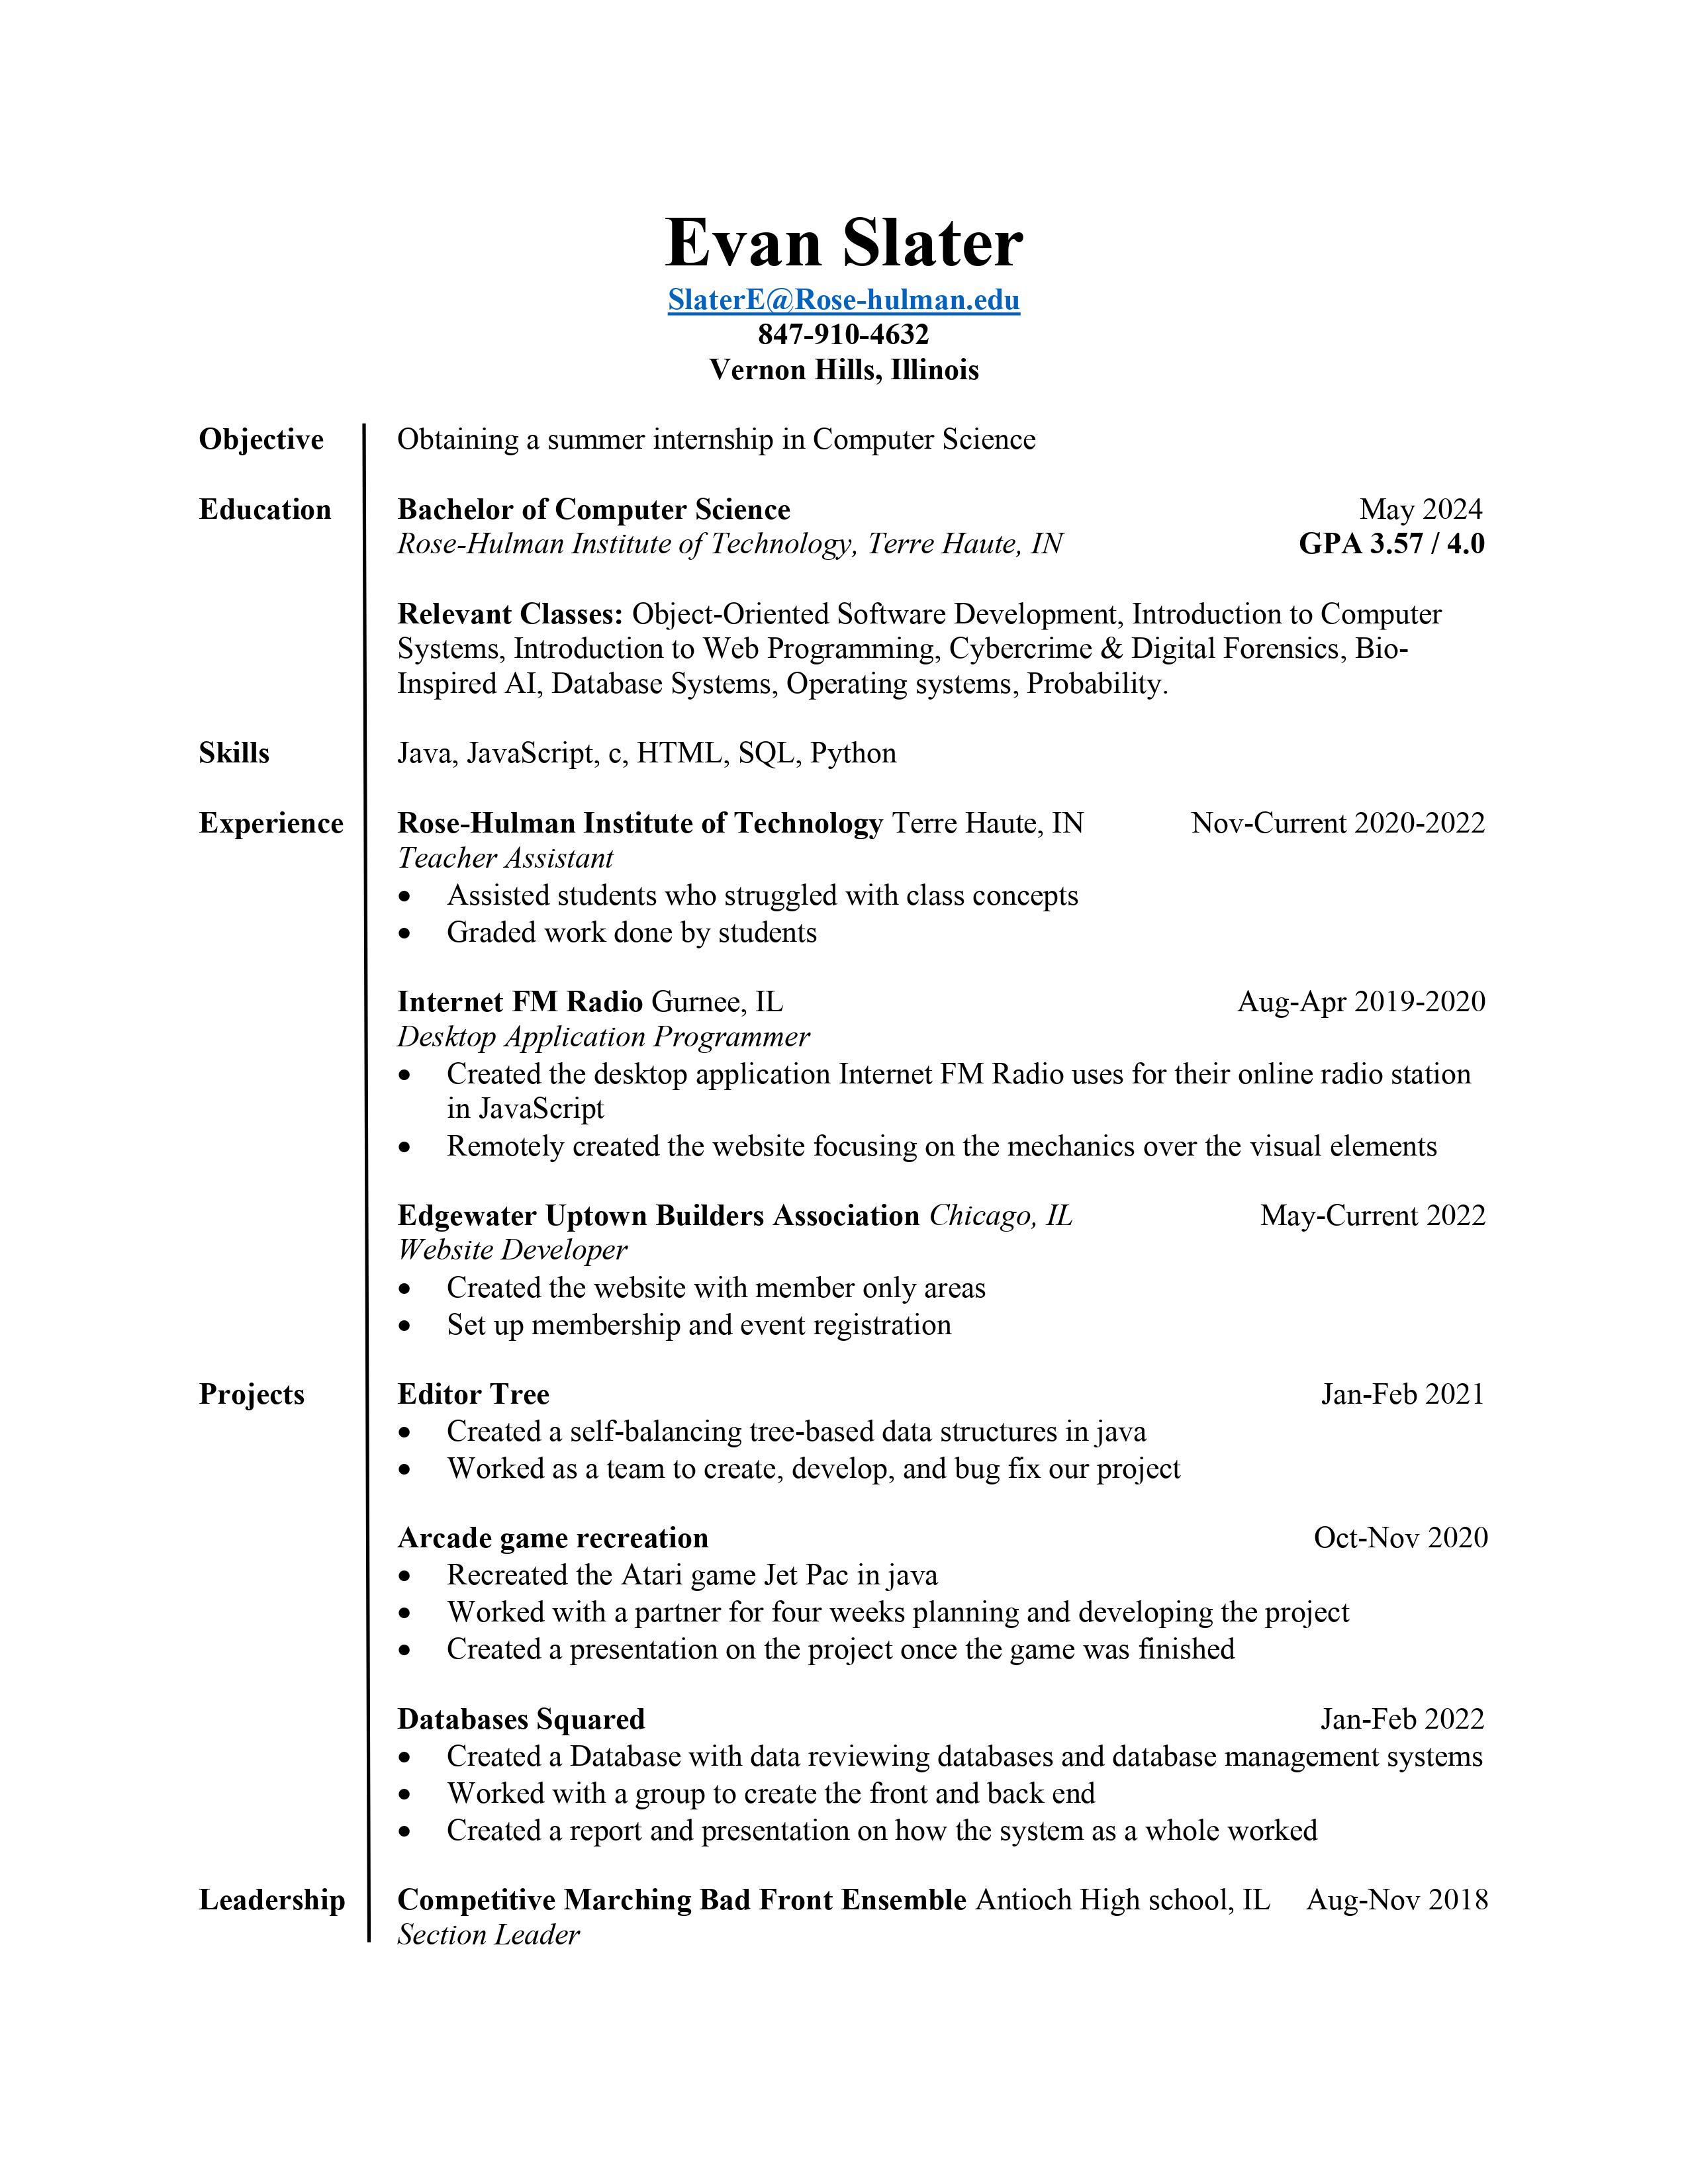 Evan Slater
SlaterE@Rose-hulman.edu
847-910-4632
Vernon Hills, Illinois
Objective Obtaining a summer internship in Computer Science
Education Bachelor of Computer Science May 2024
Rose-Hulman Institute of Technology, Terre Haute, IN GPA 3.57 / 4.0
Relevant Classes: Object-Oriented Software Development, Introduction to Computer
Systems, Introduction to Web Programming, Cybercrime & Digital Forensics, Bio-
Inspired AI, Database Systems, Operating systems, Probability.
Skills Java, JavaScript, c, HTML, SQL, Python
Experience Rose-Hulman Institute of Technology Terre Haute, IN Nov-Current 2020-2022
Teacher Assistant
• Assisted students who struggled with class concepts
• Graded work done by students
Internet FM Radio Gurnee, IL Aug-Apr 2019-2020
Desktop Application Programmer
• Created the desktop application Internet FM Radio uses for their online radio station
in JavaScript
• Remotely created the website focusing on the mechanics over the visual elements
Edgewater Uptown Builders Association Chicago, IL May-Current 2022
Website Developer
• Created the website with member only areas
• Set up membership and event registration
Projects Editor Tree Jan-Feb 2021
• Created a self-balancing tree-based data structures in java
• Worked as a team to create, develop, and bug fix our project
Arcade game recreation Oct-Nov 2020
• Recreated the Atari game Jet Pac in java
• Worked with a partner for four weeks planning and developing the project
• Created a presentation on the project once the game was finished
Databases Squared Jan-Feb 2022
• Created a Database with data reviewing databases and database management systems
• Worked with a group to create the front and back end
• Created a report and presentation on how the system as a whole worked
Leadership Competitive Marching Bad Front Ensemble Antioch High school, IL Aug-Nov 2018
Section Leader